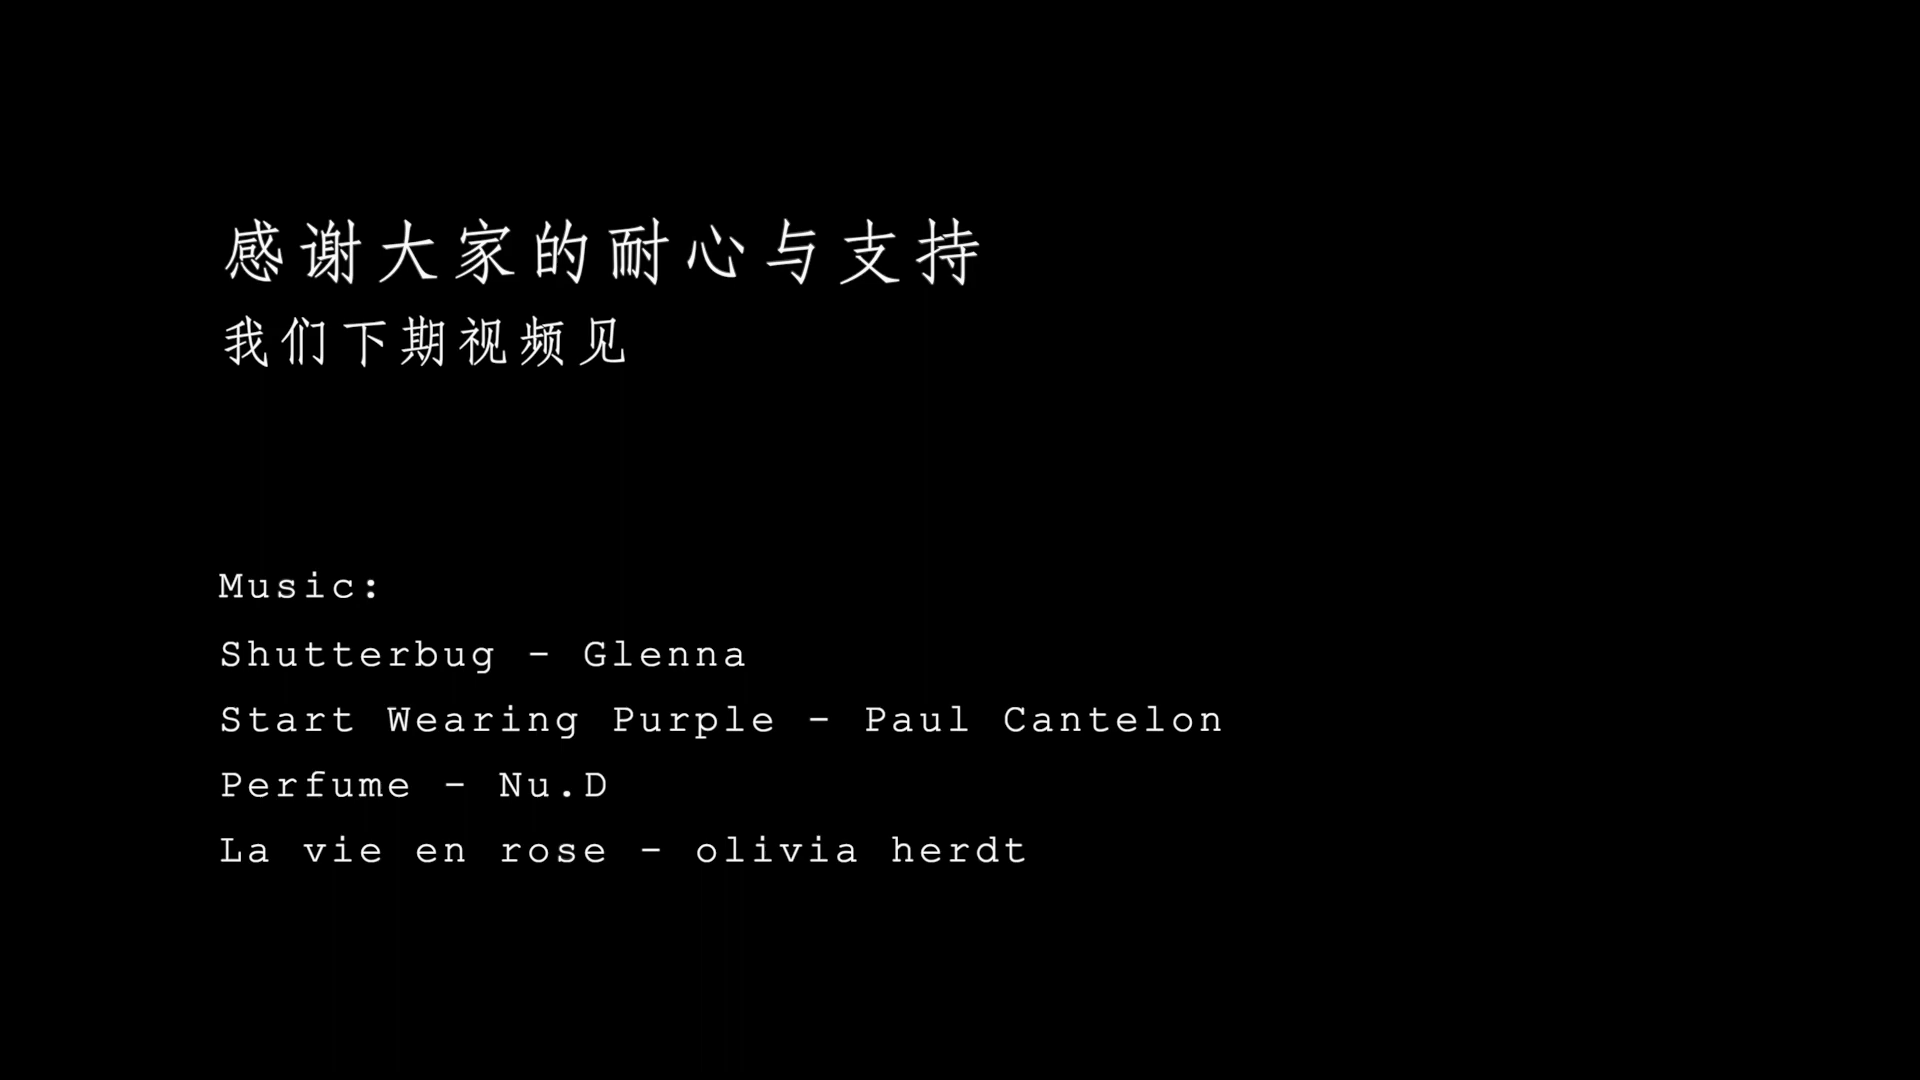 感谢大家的耐心与支持
我们下期视频见
Music:
Shutterbug - Glenna
Start Wearing Purple - Paul Cantelon
Perfume - Nu.D
La vie en rose - olivia herdt